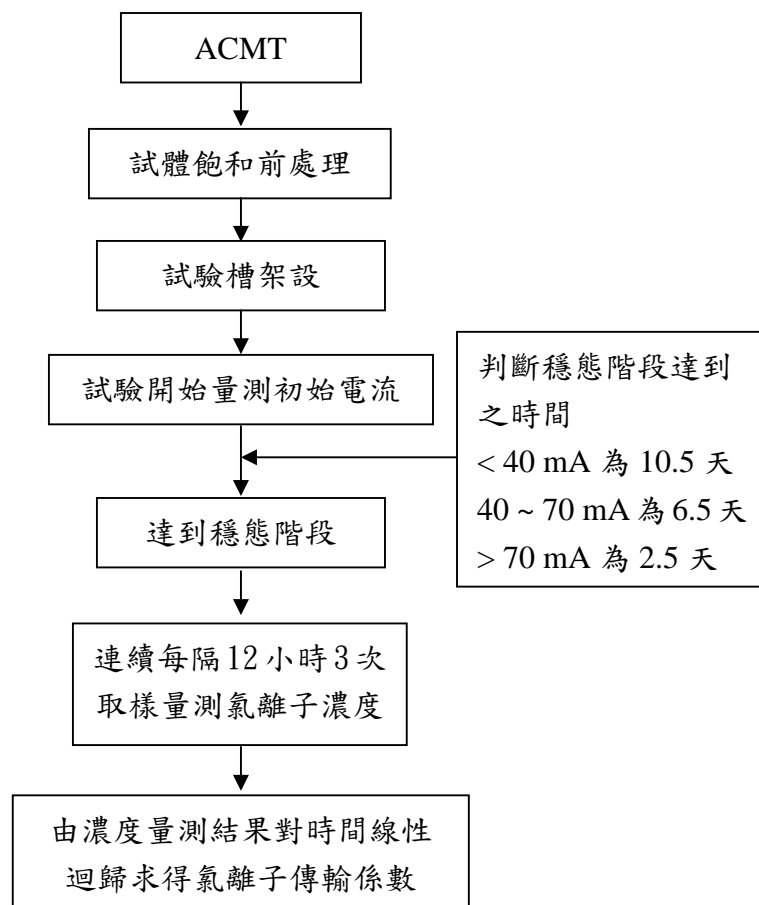 ACMT
試體飽和前處理
試驗槽架設
試驗開始量測初始電流
判斷穩態階段達到
之時間
< 40 mA 為 10.5 天
40 ~ 70 mA 為 6.5 天
> 70 mA 為 2.5 天
達到穩態階段
連續每隔12小時3次
取樣量測氯離子濃度
由濃度量測結果對時間線性
迴歸求得氯離子傳輸係數